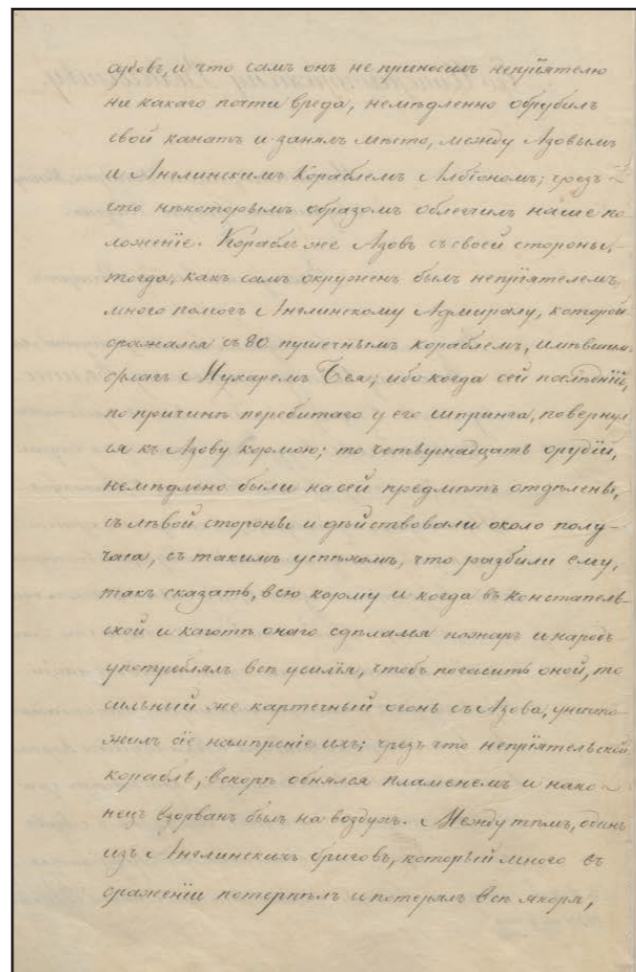 архов, и что самъ онъ не приносилъ непріятелю
ни какаго почти вреда, немѣдленно обрубилъ
свой канатъ и занялъ мѣсто, между Азовымъ
и Англинскимъ Кораблемъ Албіономъ; чрезъ
что нѣкоторымъ образомъ облегчилъ наше по
ложеніе. Корабль же Азовъ съ своей стороны,
тогда, какъ самъ окруженъ былъ непріятелемъ,
много помогъ Англинскому Адмиралу, которой
сражался съ 80 пушечнымъ кораблемъ, имѣвшимъ
флагъ Мухаремъ Бея; ибо когда сей послѣдній,
по причинѣ перебитаго у его шпринга, повернул
ся къ Азову кормою; то четвернадцать орудій,
немѣдлено были на сей предмѣтъ отдѣлены,
съ лѣвой стороны и дѣйствовали около полу-
часа, съ такимъ успѣхомъ, что разбили ему,
такъ сказать, всю корму и когда въ констапель-
ской и каютѣ онаго сдѣлался пожаръ и народъ
употреблялъ всѣ усилія, чтобъ погасить оной, то
сильный же картечный огонь съ Азова, уничто
жилъ сіе намѣреніе ихъ; чрезъ что непріятельской
корабль, вскорѣ обнялся пламенемъ и нако
нецъ взорванъ былъ на воздухъ. Между тѣмъ, одинъ
изъ Англинскихъ бриговъ, который много въ
сраженіи потерпѣлъ и потерялъ всѣ якоря,